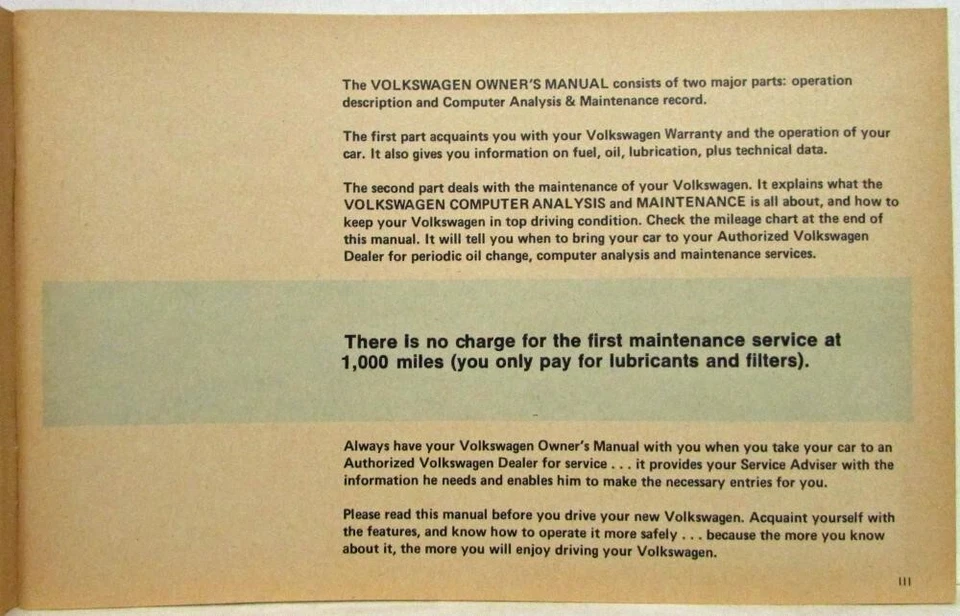 The VOLKSWAGEN OWNER'S MANUAL consists of two major parts: operation
description and Computer Analysis & Maintenance record.
The first part acquaints you with your Volkswagen Warranty and the operation of your
car. It also gives you information on fuel, oil, lubrication, plus technical data.
The second part deals with the maintenance of your Volkswagen. It explains what the
VOLKSWAGEN COMPUTER ANALYSIS and MAINTENANCE is all about, and how to
keep your Volkswagen in top driving condition. Check the mileage chart at the end of
this manual. It will tell you when to bring your car to your Authorized Volkswagen
Dealer for periodic oil change, computer analysis and maintenance services.
There is no charge for the first maintenance service at
1,000 miles (you only pay for lubricants and filters).
Always have your Volkswagen Owner's Manual with you when you take your car to an
Authorized Volkswagen Dealer for service . . . it provides your Service Adviser with the
information he needs and enables him to make the necessary entries for you.
Please read this manual before you drive your new Volkswagen. Acquaint yourself with
the features, and know how to operate it more safely . . . because the more you know
about it, the more you will enjoy driving your Volkswagen.
III